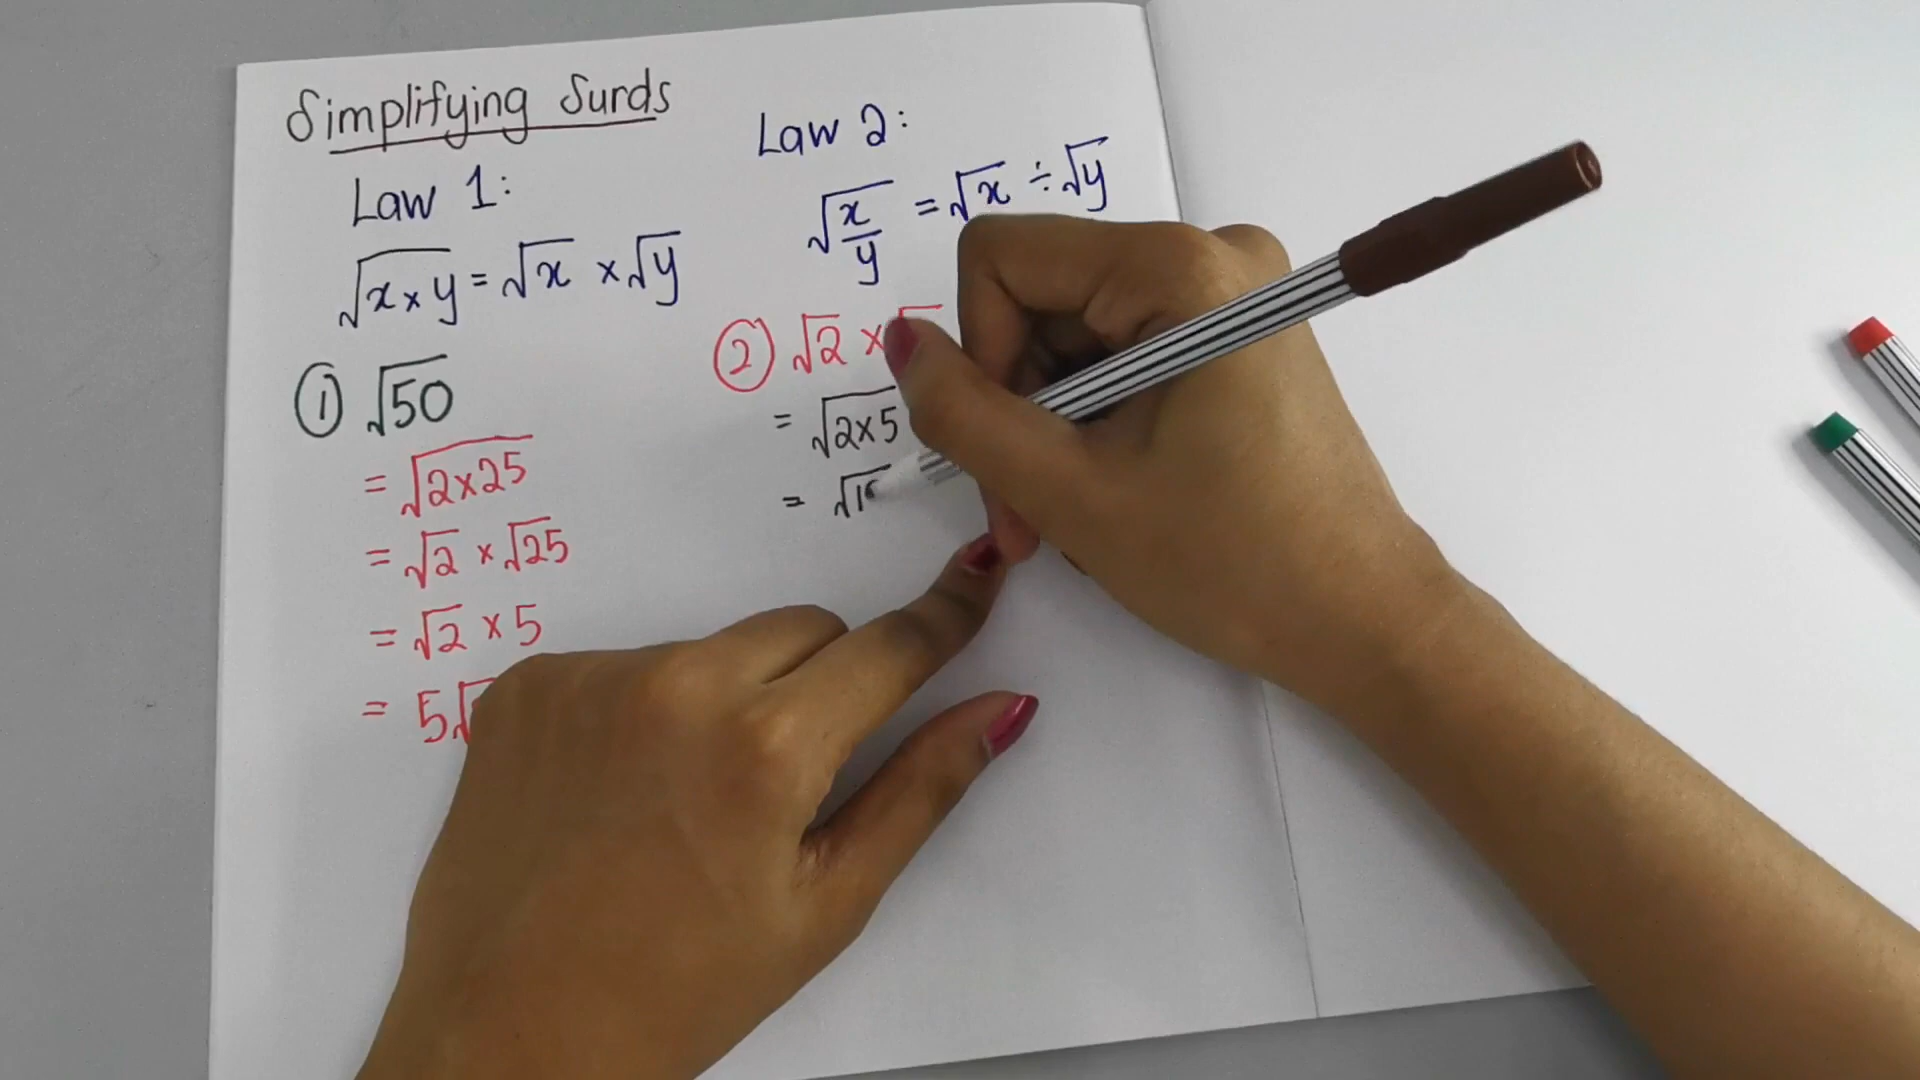 Simplifying Surds
Law 1:
√x×y = √x × √y
① √50
= √2×25
= √2 × √25
= √2 × 5
= 5√
Law 2:
√x/y = √x ÷ √y
② √2 × √
= √2×5
= √10